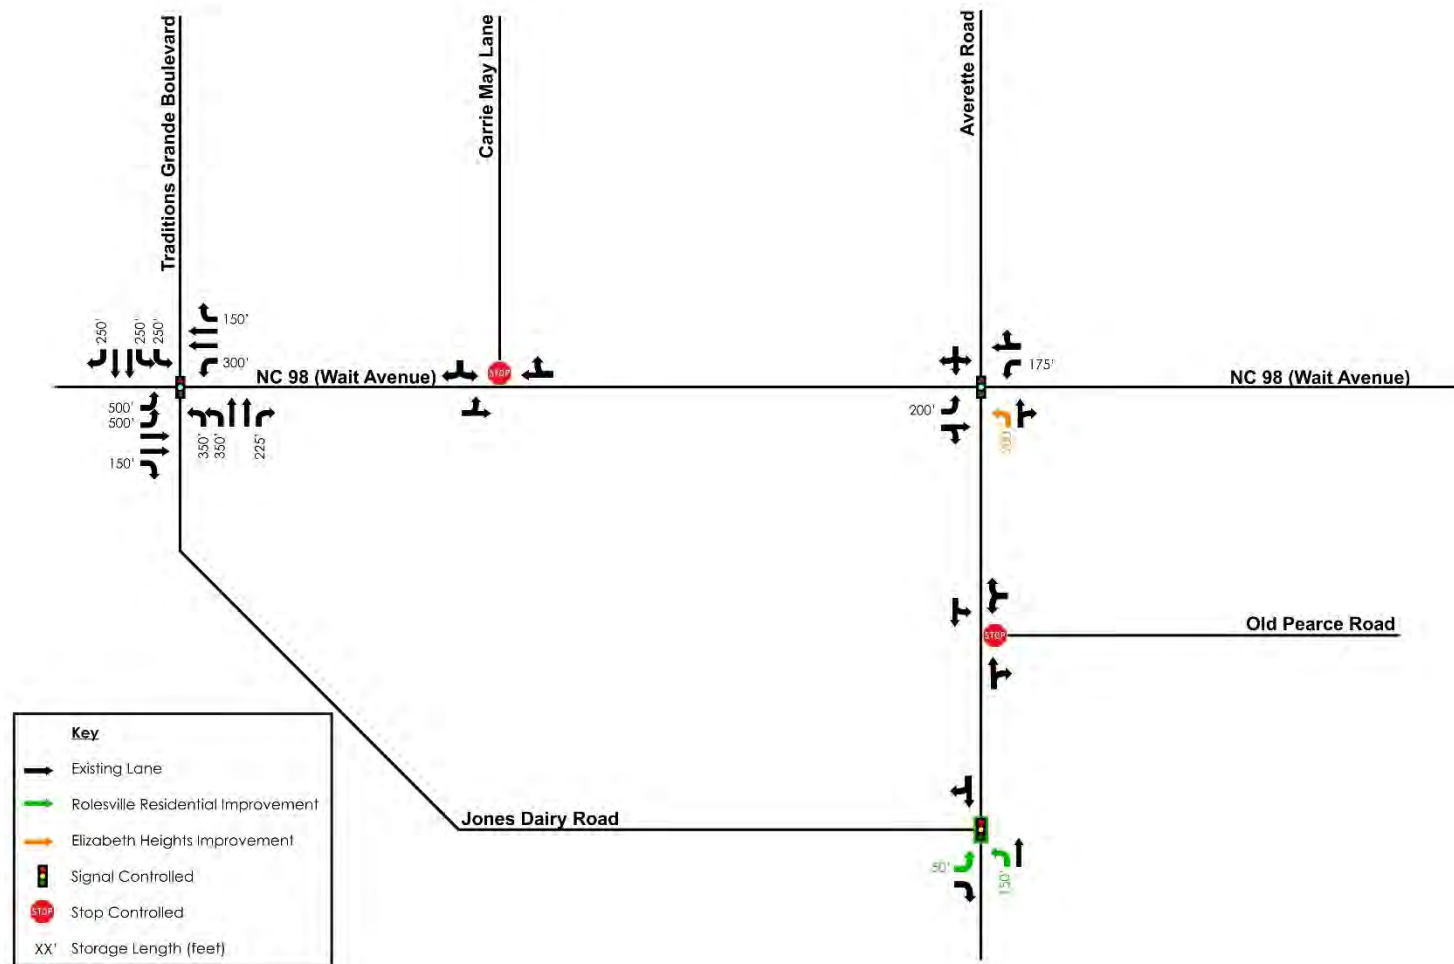 Traditions Grande Boulevard
Carrie May Lane
Averette Road
250'
250'
250'
150'
300'
NC 98 (Wait Avenue)
STOP
175'
NC 98 (Wait Avenue)
500'
500'
150'
350'
350'
225'
200'
200'
Old Pearce Road
STOP
Jones Dairy Road
50'
150'
Key
Existing Lane
Rolesville Residential Improvement
Elizabeth Heights Improvement
Signal Controlled
STOP Stop Controlled
XX' Storage Length (feet)